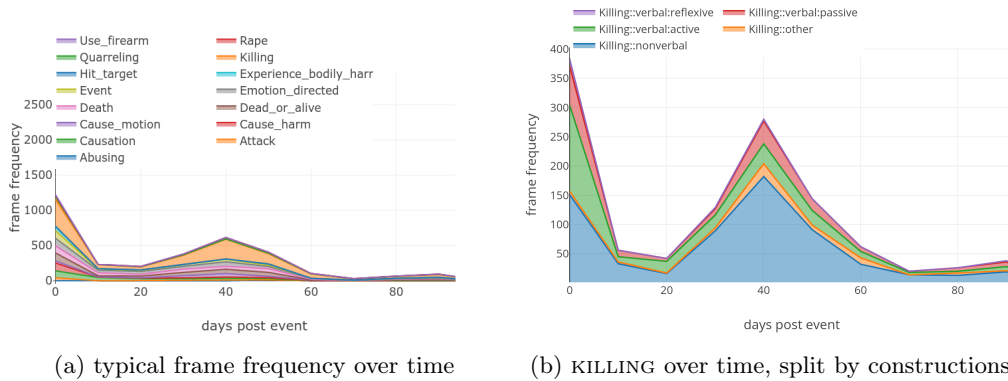 Use_firearm Rape
Quarreling Killing
Hit_target Experience_bodily_harr
Event Emotion_directed
Death Dead_or_alive
Cause_motion Cause_harm
Causation Attack
Abusing
2500
2000
1500
1000
500
0
frame frequency
0 20 40 60 80
days post event
(a) typical frame frequency over time
Killing::verbal:reflexive Killing::verbal:passive
Killing::verbal:active Killing::other
Killing::nonverbal
400
350
300
250
200
150
100
50
frame frequency
0 20 40 60 80
days post event
(b) KILLING over time, split by constructions